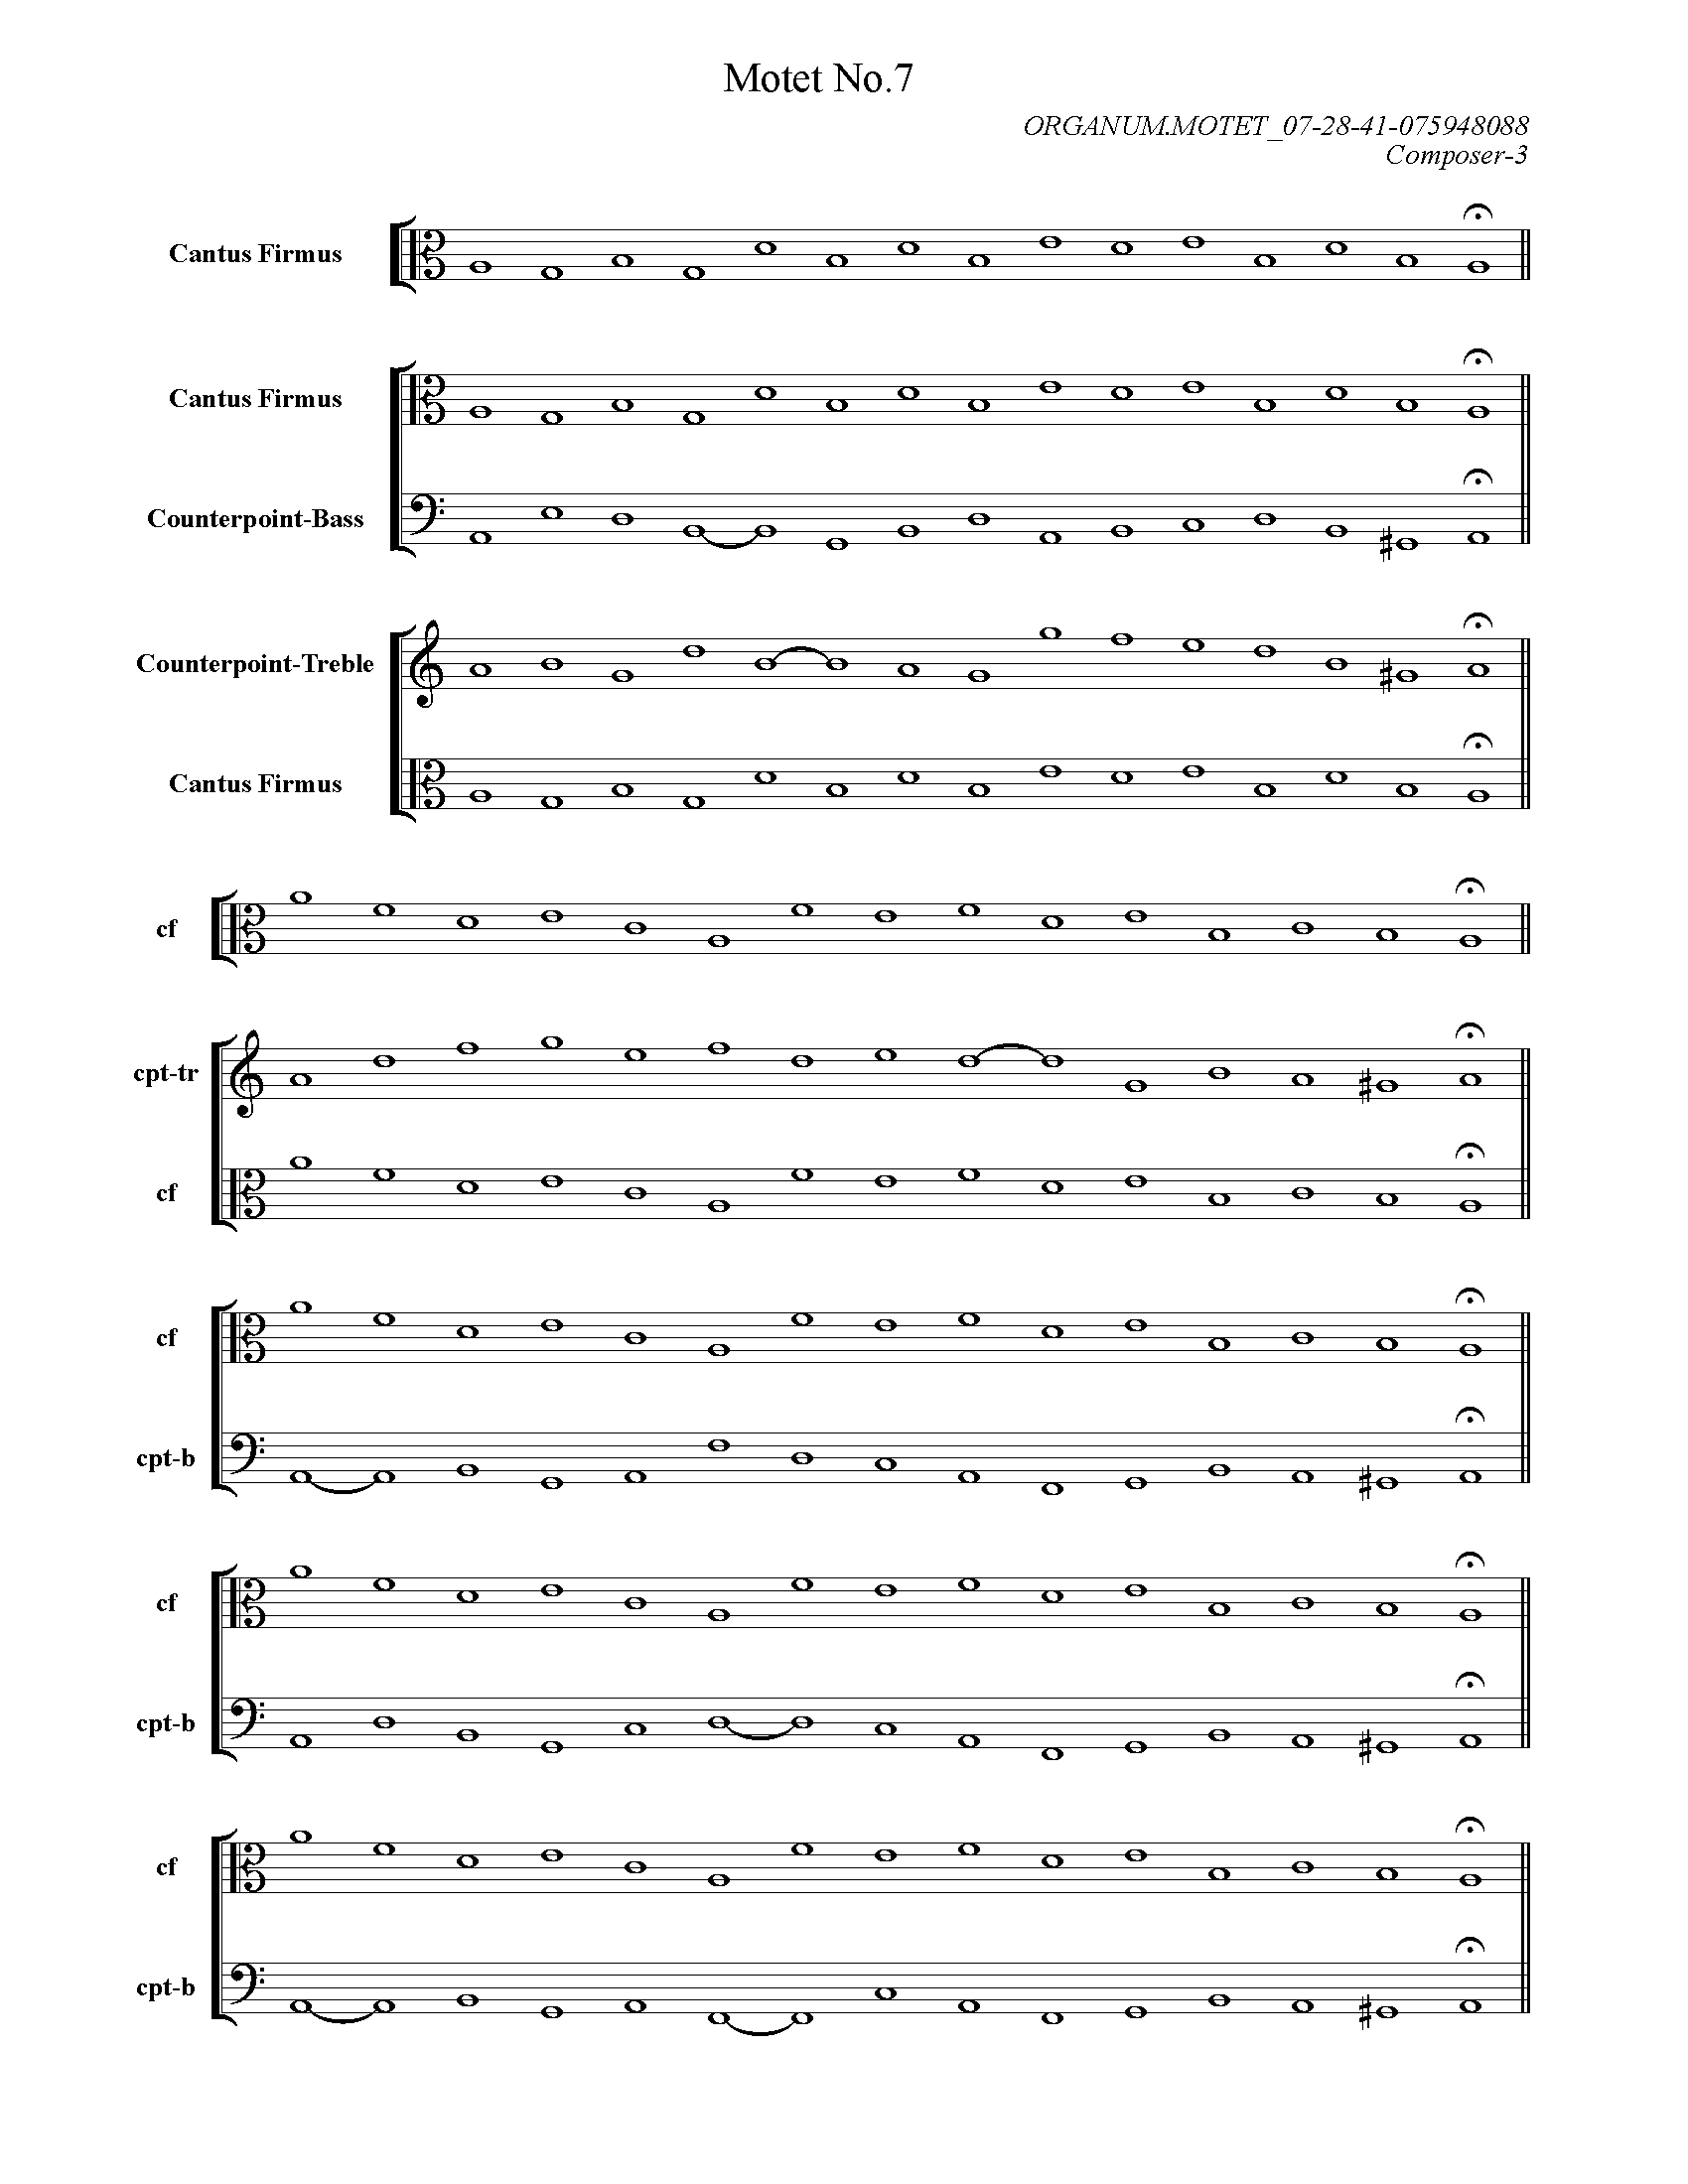 Motet No.7
ORGANUM.MOTET_07-28-41-075948088
Composer-3
Cantus Firmus
Cantus Firmus
Counterpoint-Bass
Counterpoint-Treble
Cantus Firmus
cf
cpt-tr
cf
cf
cpt-b
cf
cpt-b
cf
cpt-b